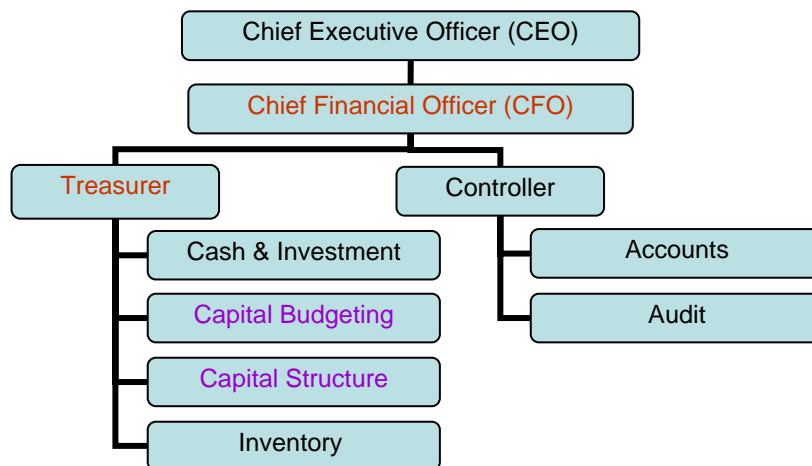 Chief Executive Officer (CEO)
Chief Financial Officer (CFO)
Treasurer
Controller
Cash & Investment
Capital Budgeting
Capital Structure
Inventory
Accounts
Audit